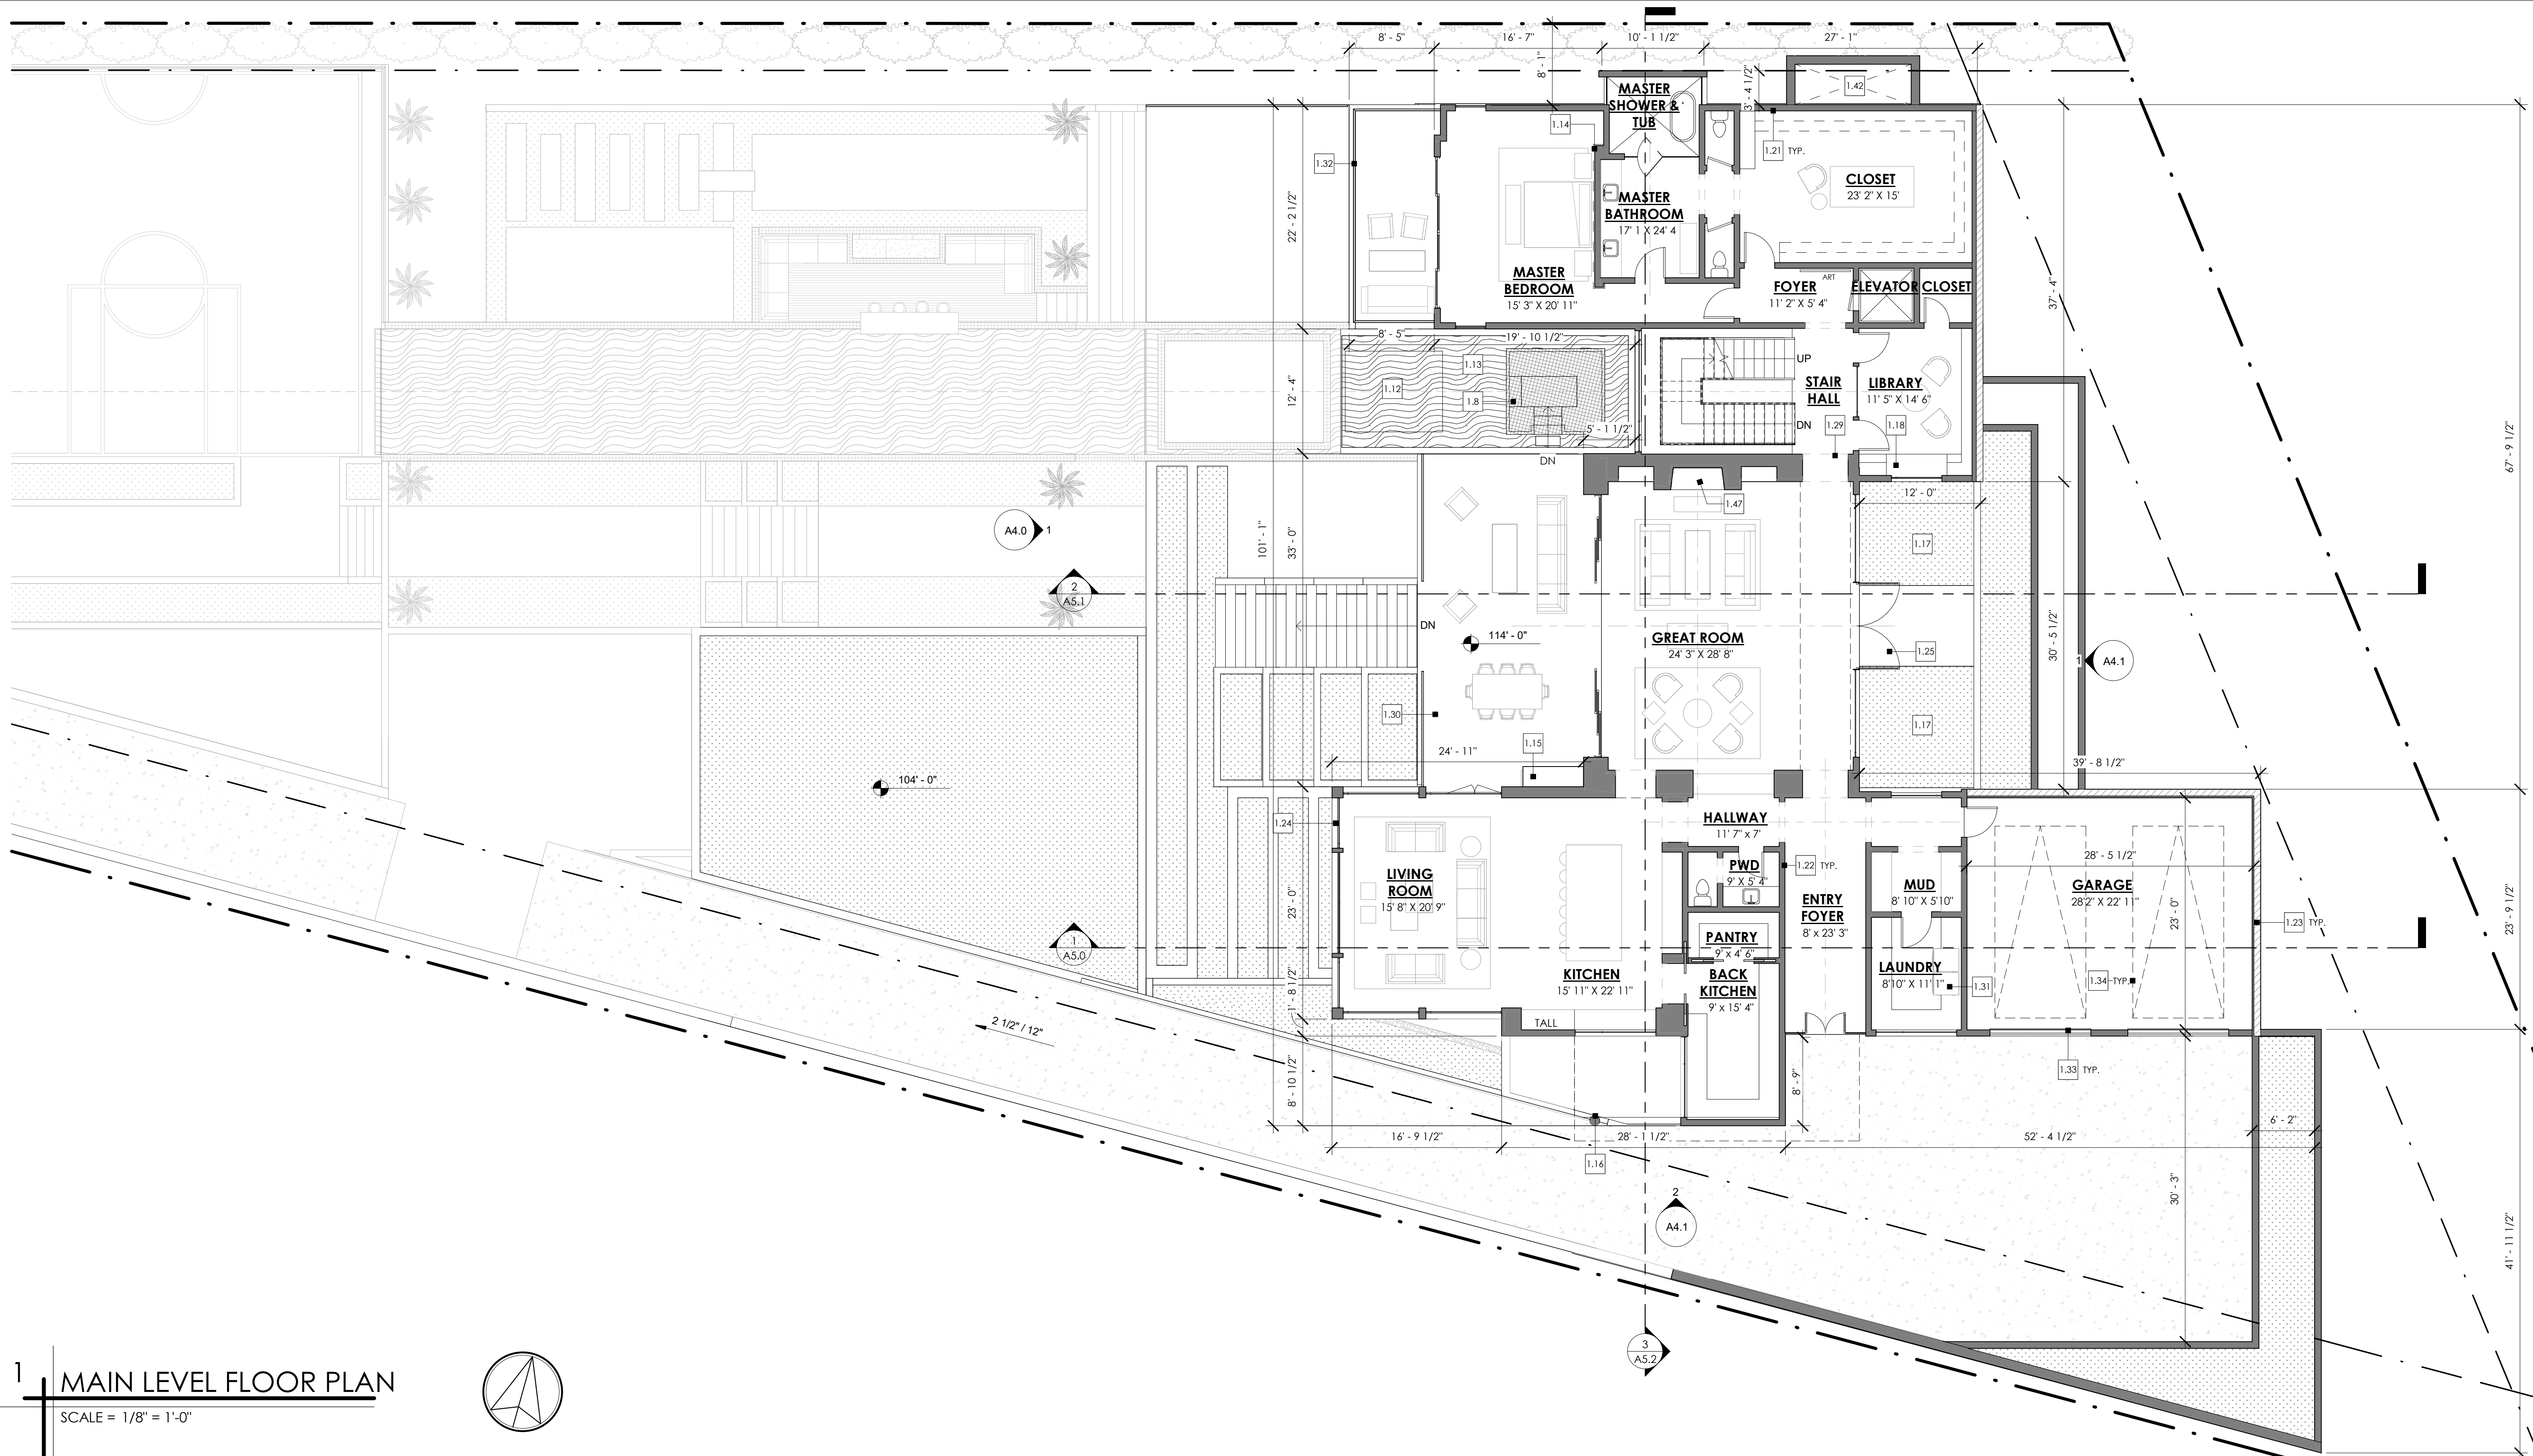 8' - 5"
16' - 7"
10' - 1 1/2"
27' - 1"
8' - 1"
3' - 4 1/2"
1.42
MASTER
SHOWER &
TUB
1.14
1.21 TYP.
1.32
CLOSET
23' 2" X 15'
MASTER
BATHROOM
17' 1 X 24' 4
22' - 2 1/2"
MASTER
BEDROOM
15' 3" X 20' 11"
ART
FOYER
11' 2" X 5' 4"
ELEVATOR
CLOSET
37' - 4"
67' - 9 1/2"
8' - 5"
19' - 10 1/2"
1.13
1.12
1.8
12' - 4"
5' - 1 1/2"
DN
UP
STAIR
HALL
DN
LIBRARY
11' 5" X 14' 6"
1.29
1.18
1.47
12' - 0"
A4.0
1
101' - 1"
33' - 0"
1.17
2
A5.1
DN
114' - 0"
GREAT ROOM
24' 3" X 28' 8"
1.25
30' - 5 1/2"
1
A4.1
1.30
1.17
24' - 11"
1.15
39' - 8 1/2"
104' - 0"
1.24
HALLWAY
11' 7" x 7'
PWD
9' X 5' 4"
1.22 TYP.
28' - 5 1/2"
LIVING
ROOM
15' 8" X 20' 9"
MUD
8' 10" X 5'10"
GARAGE
28'2" X 22' 11"
ENTRY
FOYER
8' x 23' 3"
23' - 0"
23' - 0"
1.23 TYP.
23' - 9 1/2"
1
A5.0
PANTRY
9' x 4' 6"
KITCHEN
15' 11" X 22' 11"
BACK
KITCHEN
9' x 15' 4"
LAUNDRY
8'10" X 11' 1"
1.31
1.34 TYP.
1' - 8 1/2"
TALL
2 1/2" / 12"
8' - 10 1/2"
8' - 9"
1.33 TYP.
6' - 2"
16' - 9 1/2"
28' - 1 1/2"
52' - 4 1/2"
1.16
30' - 3"
2
A4.1
41' - 11 1/2"
3
A5.2
1
MAIN LEVEL FLOOR PLAN
SCALE = 1/8" = 1'-0"